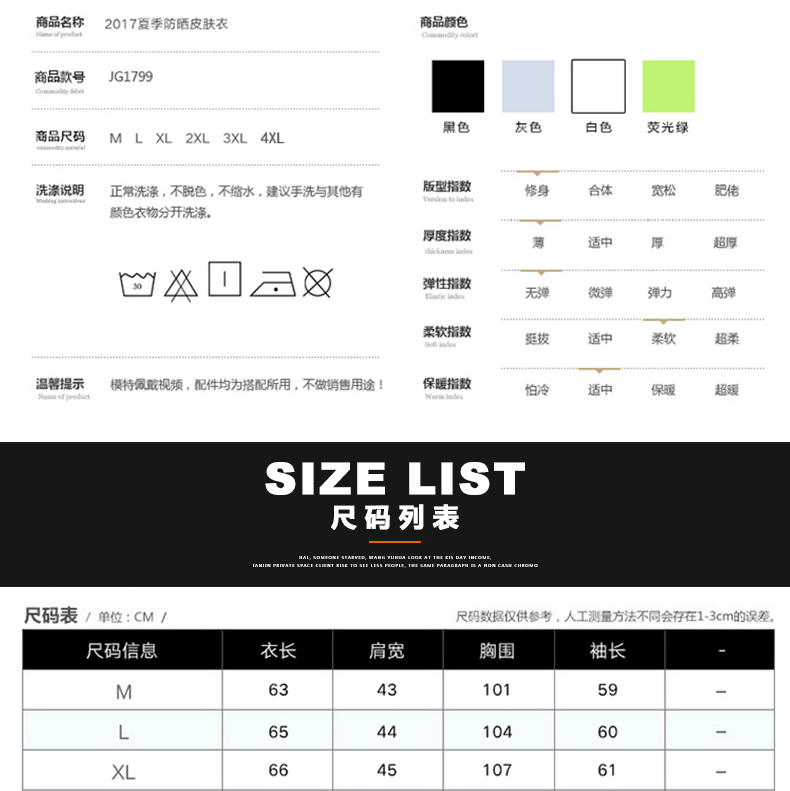 商品名称 2017夏季防晒皮肤衣
Name of product
商品款号 JG1799
Commodity fabri
商品尺码 M L XL 2XL 3XL 4XL
commodity material
洗涤说明 正常洗涤，不脱色，不缩水，建议手洗与其他有
Washing instructions
颜色衣物分开洗涤。
30
温馨提示 模特佩戴视频，配件均为搭配所用，不做销售用途！
Name of product
商品颜色
Commodity colort
黑色 灰色 白色 荧光绿
版型指数 修身 合体 宽松 肥佬
Version to index
厚度指数 薄 适中 厚 超厚
thickness index
弹性指数 无弹 微弹 弹力 高弹
Elastic index
柔软指数 挺拔 适中 柔软 超柔
Soft index
保暖指数 怕冷 适中 保暖 超暖
Warm index
SIZE LIST
尺码列表
HAL, SOMEONE STARVED, WANG YUHUA LOOK AT THE KIS DAY INCOME,
IANJIN PRIVATE SPACE CLIENT RISK TO SEE LESS PEOPLE, THE SAME PARAGRAPH IS A NON CASH CHROMO
尺码表 / 单位：CM / 尺码数据仅供参考，人工测量方法不同会存在1-3cm的误差。
尺码信息 衣长 肩宽 胸围 袖长 -
M 63 43 101 59 –
L 65 44 104 60 –
XL 66 45 107 61 –